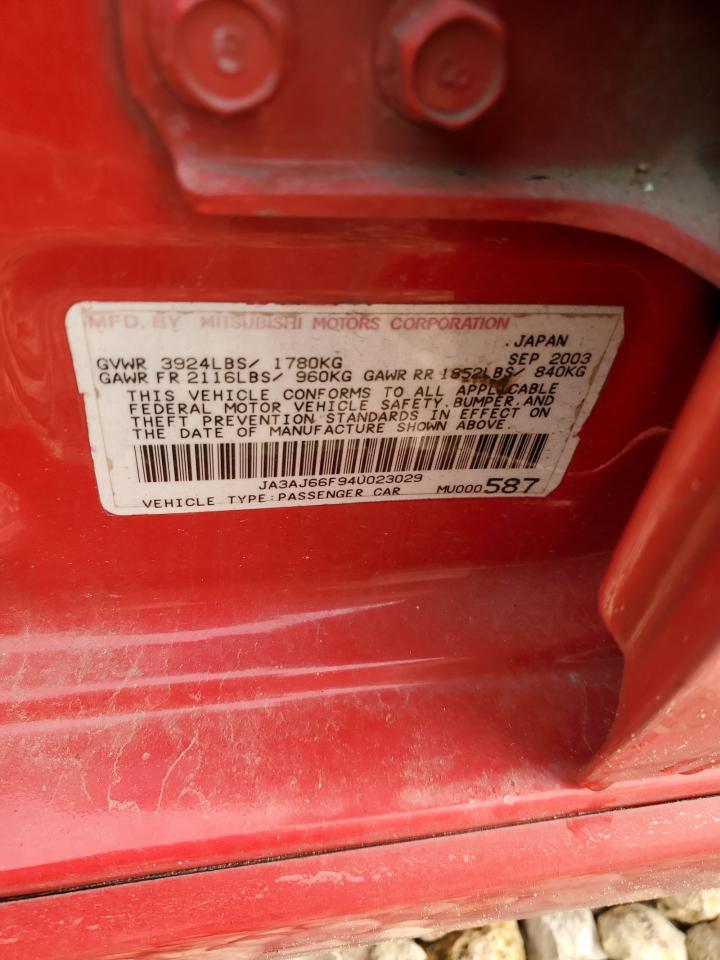 MFD. BY MITSUBISHI MOTORS CORPORATION
JAPAN
GVWR 3924LBS/ 1780KG SEP 2003
GAWR FR 2116LBS/ 960KG GAWR RR 1852LBS/ 840KG
THIS VEHICLE CONFORMS TO ALL APPLICABLE
FEDERAL MOTOR VEHICLE SAFETY, BUMPER, AND
THEFT PREVENTION STANDARDS IN EFFECT ON
THE DATE OF MANUFACTURE SHOWN ABOVE.
JA3AJ66F94U023029
VEHICLE TYPE:PASSENGER CAR MU000587